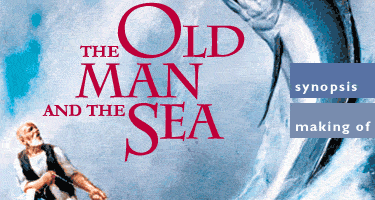 THE OLD
MAN
AND THE SEA
synopsis
making of